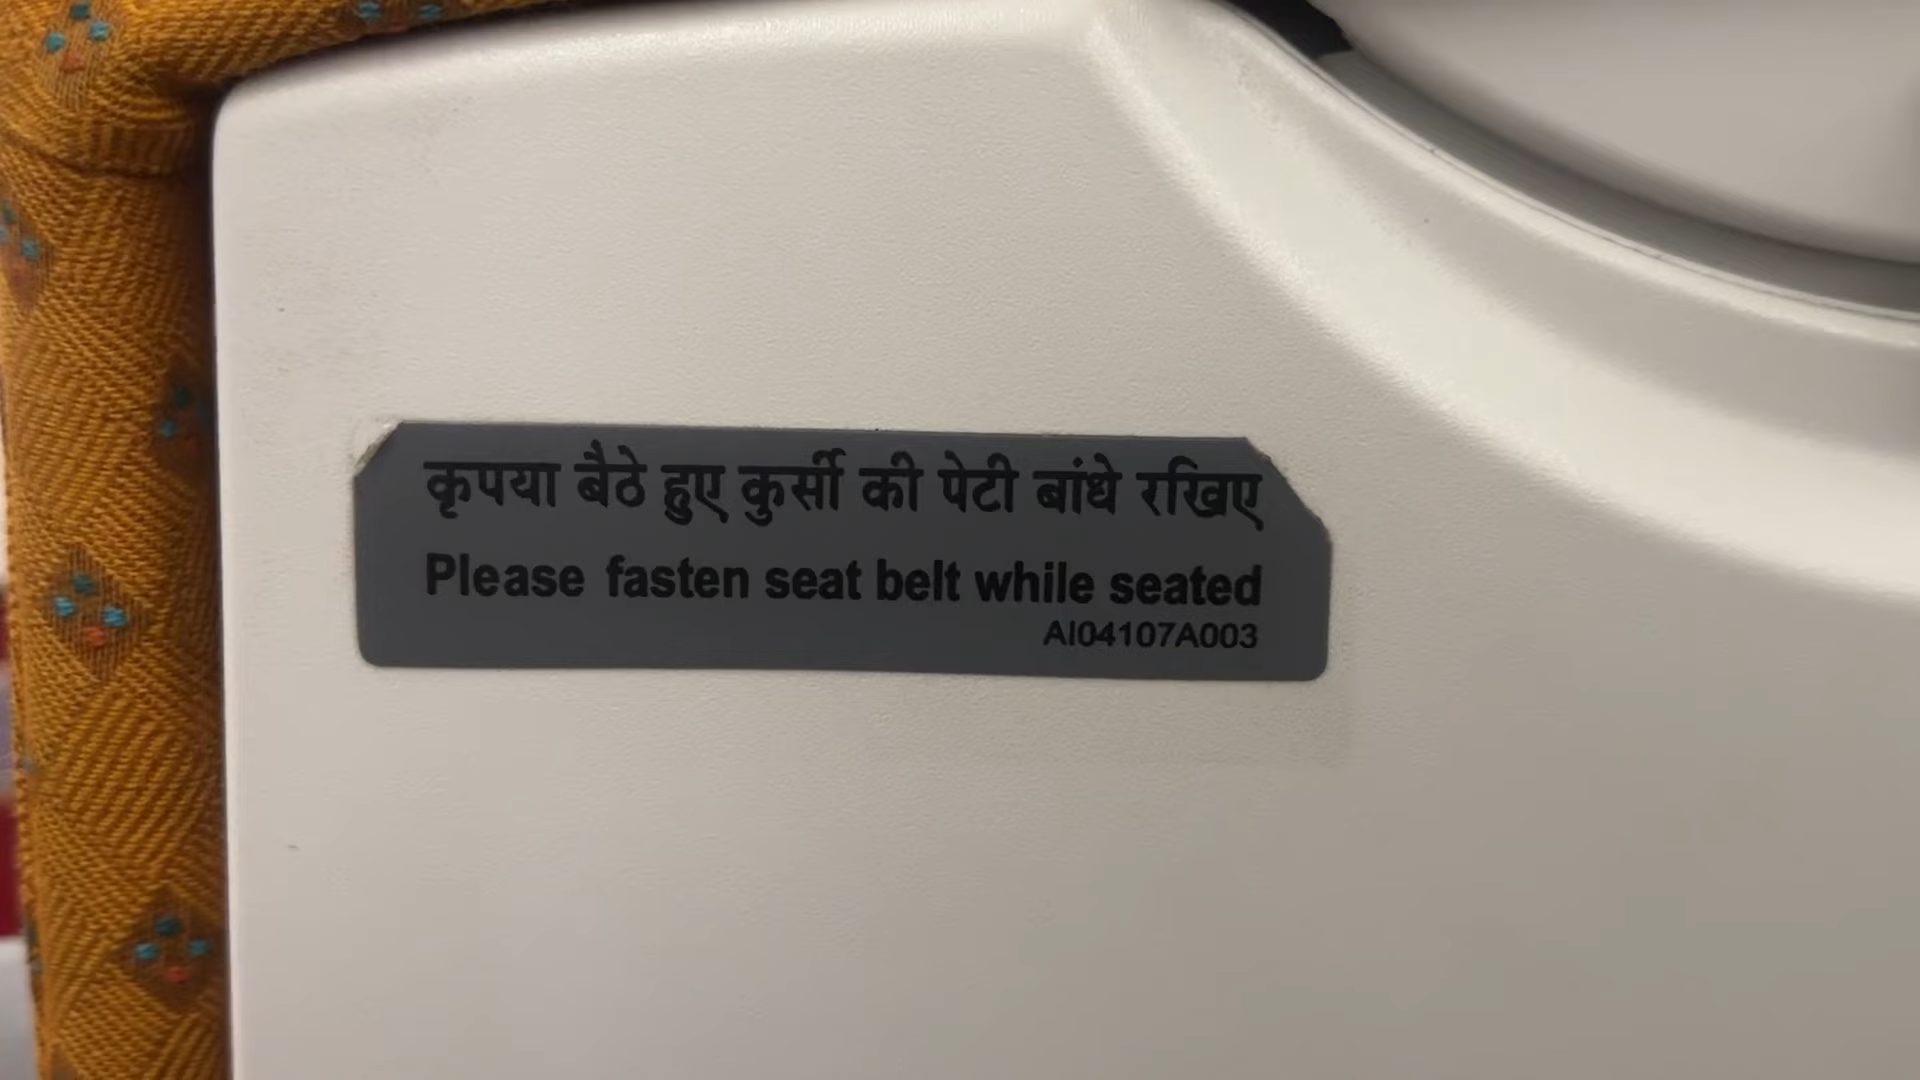 कृपया बैठे हुए कुर्सी की पेटी बांधे रखिए
Please fasten seat belt while seated
AI04107A003